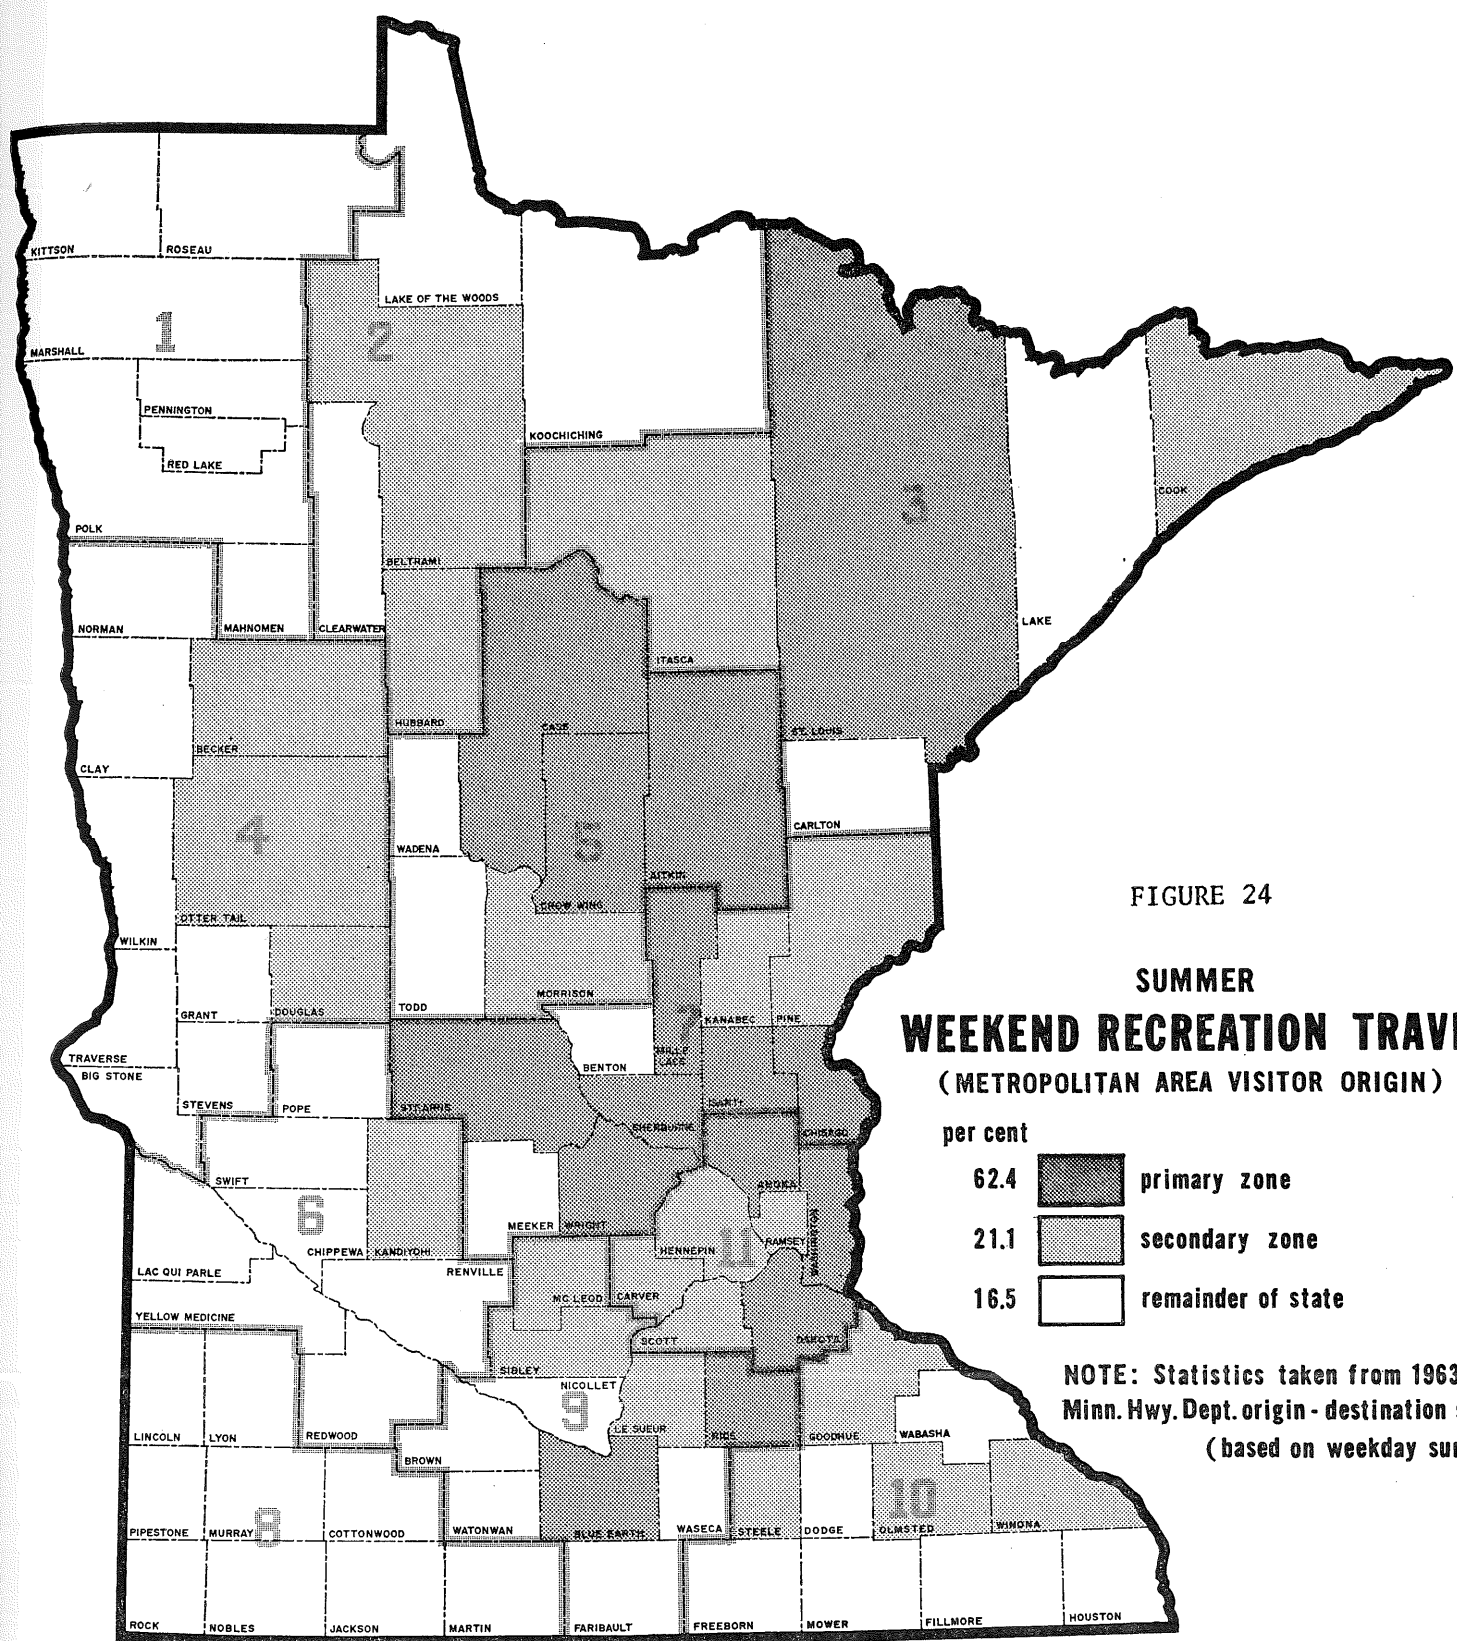 KITTSON
ROSEAU
LAKE OF THE WOODS
1
2
MARSHALL
PENNINGTON
KOOCHICHING
RED LAKE
3
COOK
POLK
BELTRAMI
NORMAN
MAHNOMEN
CLEARWATER
LAKE
ITASCA
HUBBARD
CASS
ST. LOUIS
BECKER
CLAY
CARLTON
4
5
WADENA
AITKIN
CROW WING
OTTER TAIL
WILKIN
MORRISON
TODD
GRANT
DOUGLAS
7
KANABEC
PINE
TRAVERSE
BIG STONE
BENTON
MILLE
LACS
STEVENS
POPE
STEARNS
ISANTI
SHERBURNE
CHISAGO
SWIFT
ANOKA
6
MEEKER
WRIGHT
11
RAMSEY
WASHINGTON
CHIPPEWA
KANDIYOHI
HENNEPIN
LAC QUI PARLE
RENVILLE
MC LEOD
CARVER
YELLOW MEDICINE
SCOTT
DAKOTA
SIBLEY
NICOLLET
9
LE SUEUR
RICE
GOODHUE
WABASHA
LINCOLN
LYON
REDWOOD
BROWN
10
8
PIPESTONE
MURRAY
COTTONWOOD
WATONWAN
BLUE EARTH
WASECA
STEELE
DODGE
OLMSTED
WINONA
ROCK
NOBLES
JACKSON
MARTIN
FARIBAULT
FREEBORN
MOWER
FILLMORE
HOUSTON
FIGURE 24
SUMMER
WEEKEND RECREATION
(METROPOLITAN AREA VISITOR ORIGIN)
per cent
62.4 primary zone
21.1 secondary zone
16.5 remainder of state
NOTE: Statistics taken from 1963
Minn. Hwy. Dept. origin - destination
(based on weekday